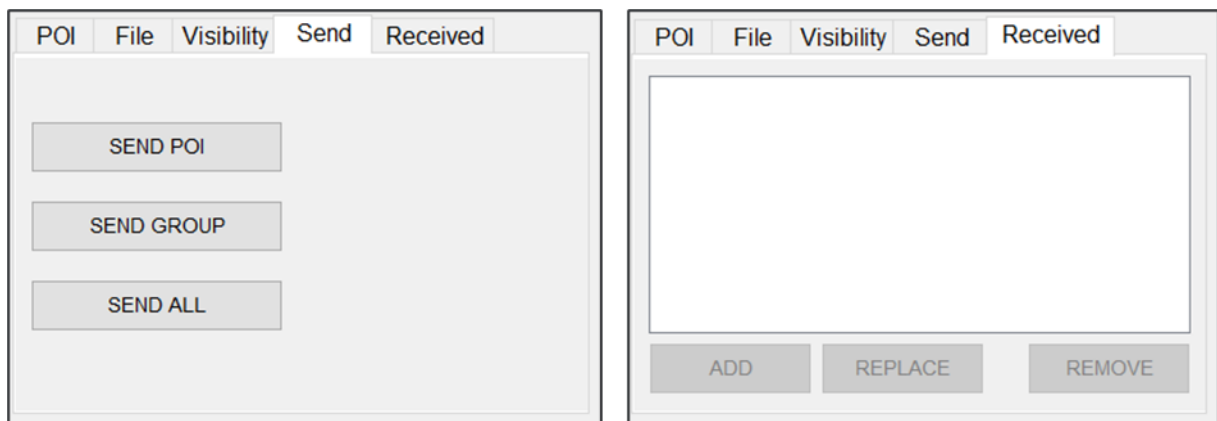 POI File Visibility Send Received
SEND POI
SEND GROUP
SEND ALL
POI File Visibility Send Received
ADD REPLACE REMOVE